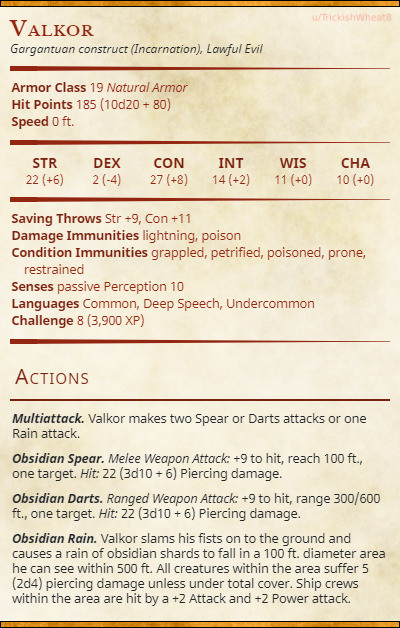 u/TrickishWheat8
Valkor
Gargantuan construct (Incarnation), Lawful Evil
Armor Class 19 Natural Armor
Hit Points 185 (10d20 + 80)
Speed 0 ft.
STR DEX CON INT WIS CHA
22 (+6) 2 (-4) 27 (+8) 14 (+2) 11 (+0) 10 (+0)
Saving Throws Str +9, Con +11
Damage Immunities lightning, poison
Condition Immunities grappled, petrified, poisoned, prone,
restrained
Senses passive Perception 10
Languages Common, Deep Speech, Undercommon
Challenge 8 (3,900 XP)
Actions
Multiattack. Valkor makes two Spear or Darts attacks or one
Rain attack.
Obsidian Spear. Melee Weapon Attack: +9 to hit, reach 100 ft.,
one target. Hit: 22 (3d10 + 6) Piercing damage.
Obsidian Darts. Ranged Weapon Attack: +9 to hit, range 300/600
ft., one target. Hit: 22 (3d10 + 6) Piercing damage.
Obsidian Rain. Valkor slams his fists on to the ground and
causes a rain of obsidian shards to fall in a 100 ft. diameter area
he can see within 500 ft. All creatures within the area suffer 5
(2d4) piercing damage unless under total cover. Ship crews
within the area are hit by a +2 Attack and +2 Power attack.